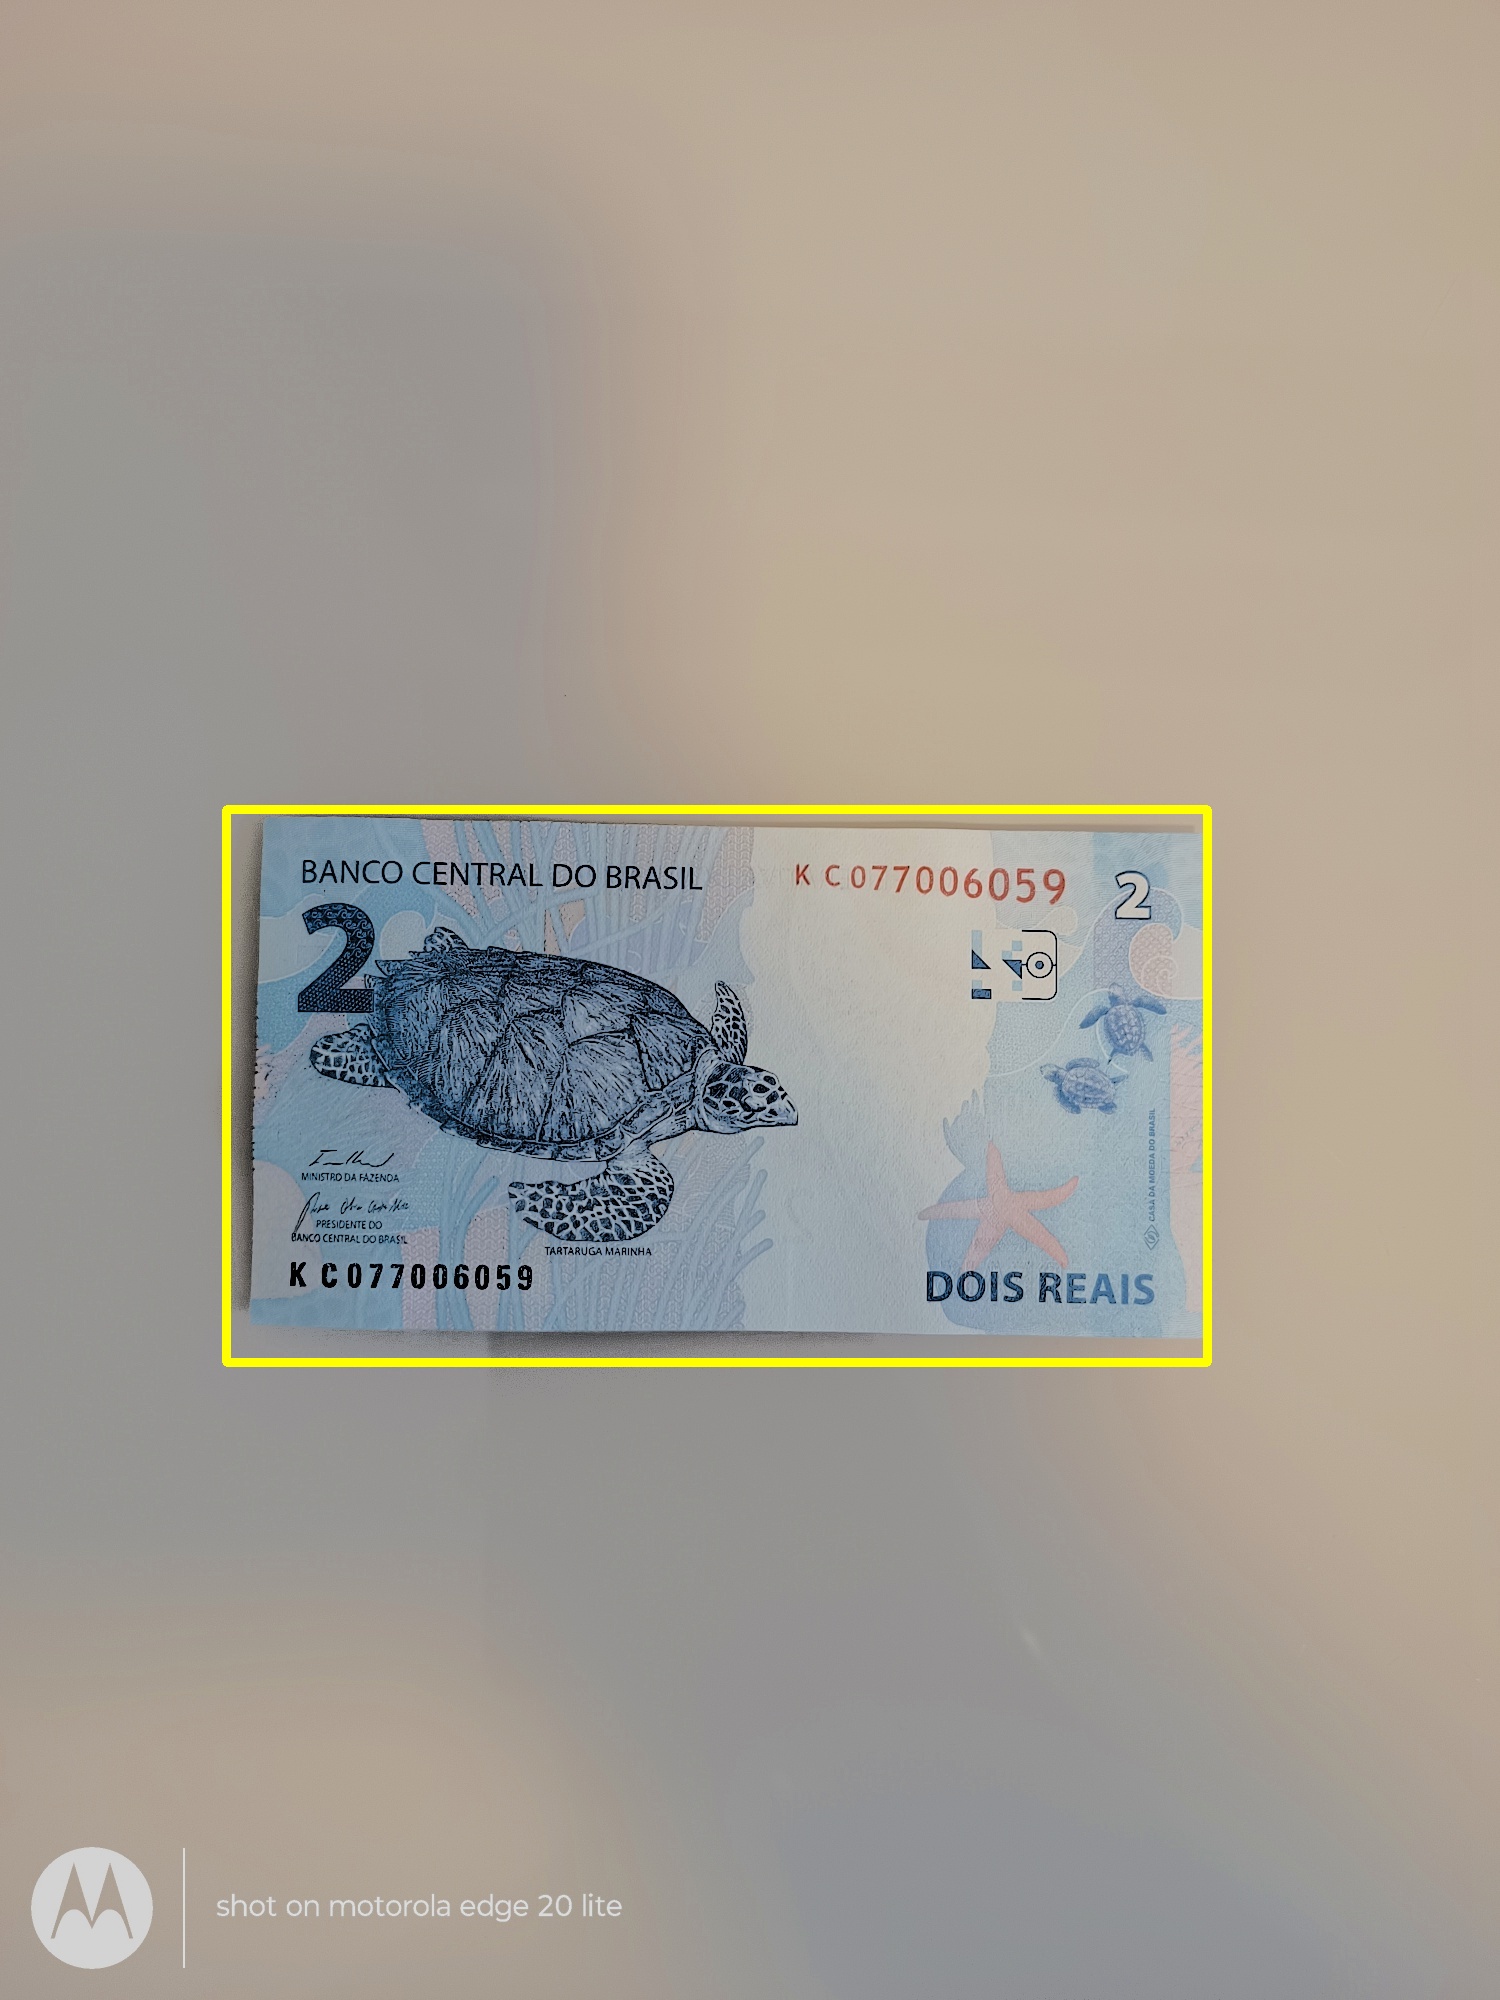 BANCO CENTRAL DO BRASIL
K C 077006059
2
2
MINISTRO DA FAZENDA
PRESIDENTE DO
BANCO CENTRAL DO BRASIL
TARTARUGA MARINHA
K C 077006059
CASA DA MOEDA DO BRASIL
DOIS REAIS
shot on motorola edge 20 lite